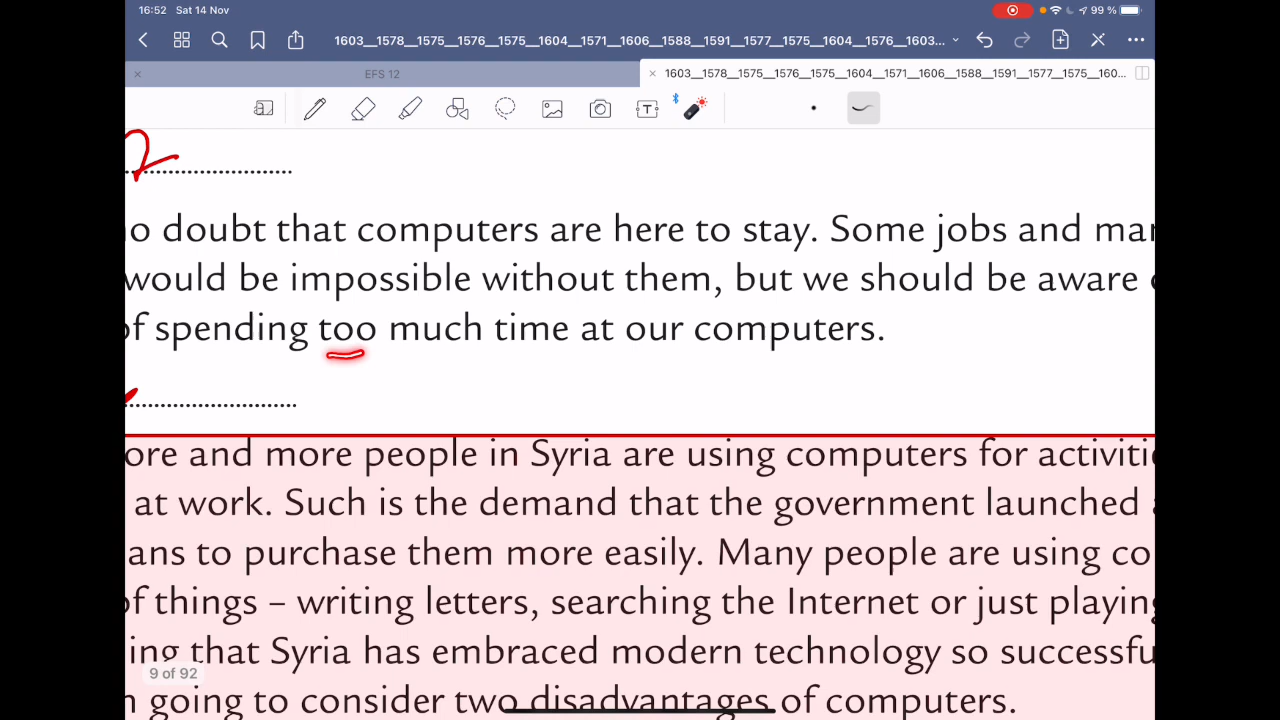 16:52 Sat 14 Nov 99 %
1603__1578__1575__1576__1575__1604__1571__1606__1588__1591__1577__1575__1604__1576__1603...
EFS 12 1603__1578__1575__1576__1575__1604__1571__1606__1588__1591__1577__1575__160...
T
2
no doubt that computers are here to stay. Some jobs and
would be impossible without them, but we should be aware
of spending too much time at our computers.
ore and more people in Syria are using computers for activiti
at work. Such is the demand that the government launched
ans to purchase them more easily. Many people are using co
of things – writing letters, searching the Internet or just playing
ing that Syria has embraced modern technology so successfu
9 of 92
going to consider two disadvantages of computers.